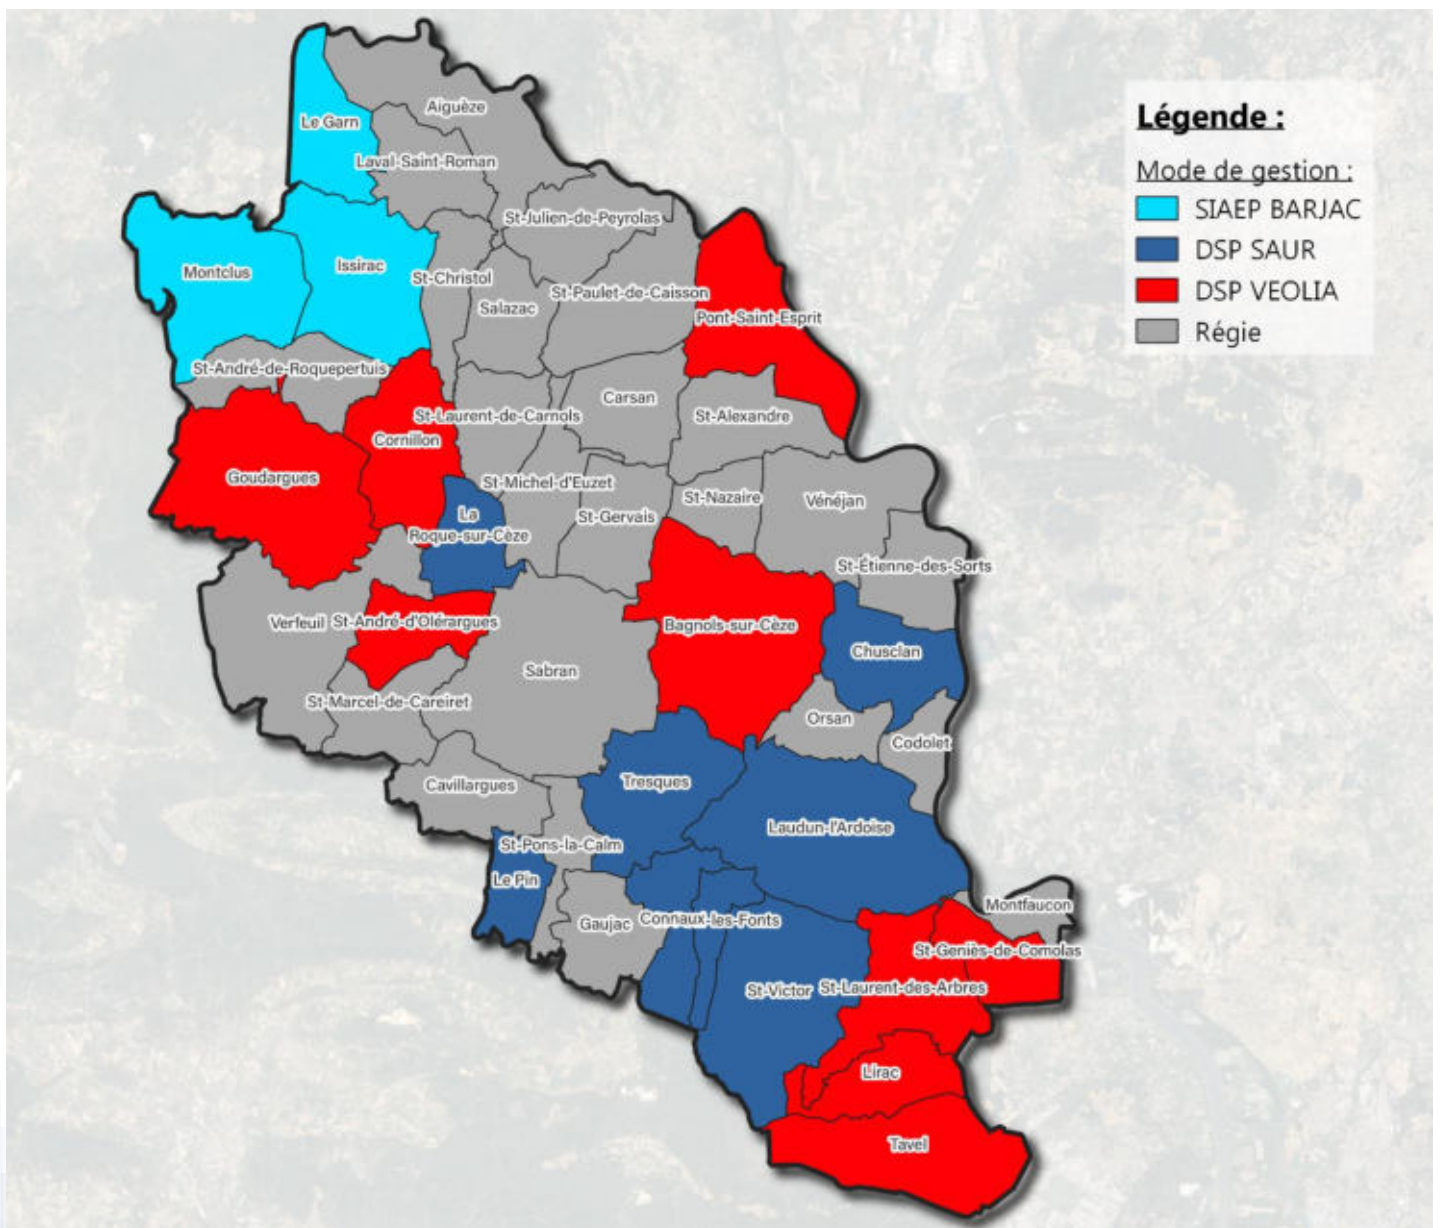 Légende :
Mode de gestion :
SIAEP BARJAC
DSP SAUR
DSP VEOLIA
Régie
Aiguèze
Le Garn
Laval-Saint-Roman
St-Julien-de-Peyrolas
Issirac
Montclus
St-Christol
St-Paulet-de-Caisson
Salazac
Pont-Saint-Esprit
St-André-de-Roquepertuis
Carsan
St-Laurent-de-Carnols
St-Alexandre
Cornillon
Goudargues
St-Michel-d'Euzet
St-Nazaire
Vénéjan
La
Roque-sur-Cèze
St-Gervais
St-Étienne-des-Sorts
Verfeuil
St-André-d'Olérargues
Bagnols-sur-Cèze
Chusclan
Sabran
St-Marcel-de-Careiret
Orsan
Codolet
Cavillargues
Tresques
Laudun-l'Ardoise
St-Pons-la-Calm
Le Pin
Montfaucon
Gaujac
Connaux-les-Fonts
St-Geniès-de-Comolas
St-Victor
St-Laurent-des-Arbres
Lirac
Tavel